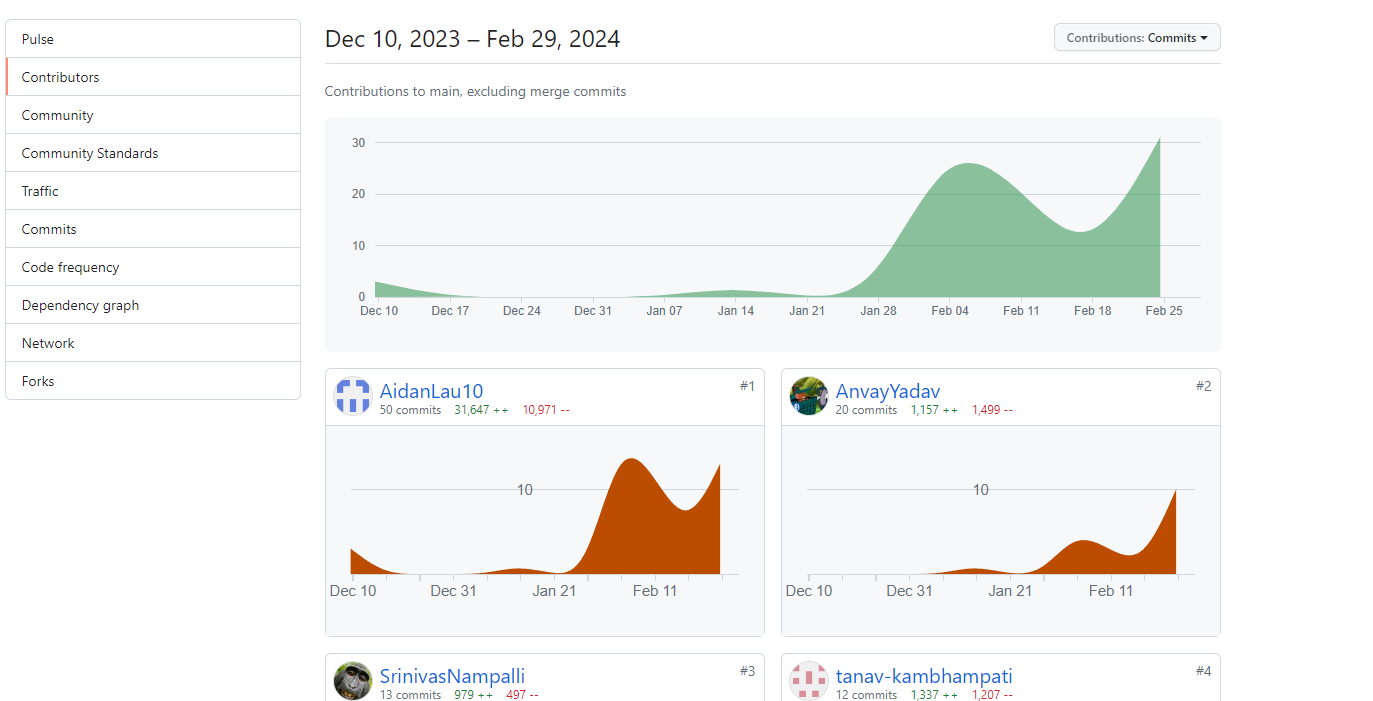 Pulse
Contributors
Community
Community Standards
Traffic
Commits
Code frequency
Dependency graph
Network
Forks
Dec 10, 2023 – Feb 29, 2024
Contributions: Commits
Contributions to main, excluding merge commits
30
20
10
0
Dec 10 Dec 17 Dec 24 Dec 31 Jan 07 Jan 14 Jan 21 Jan 28 Feb 04 Feb 11 Feb 18 Feb 25
AidanLau10 #1
50 commits 31,647 ++ 10,971 --
10
Dec 10 Dec 31 Jan 21 Feb 11
AnvayYadav #2
20 commits 1,157 ++ 1,499 --
10
Dec 10 Dec 31 Jan 21 Feb 11
SrinivasNampalli #3
13 commits 979 ++ 497 --
tanav-kambhampati #4
12 commits 1,337 ++ 1,207 --